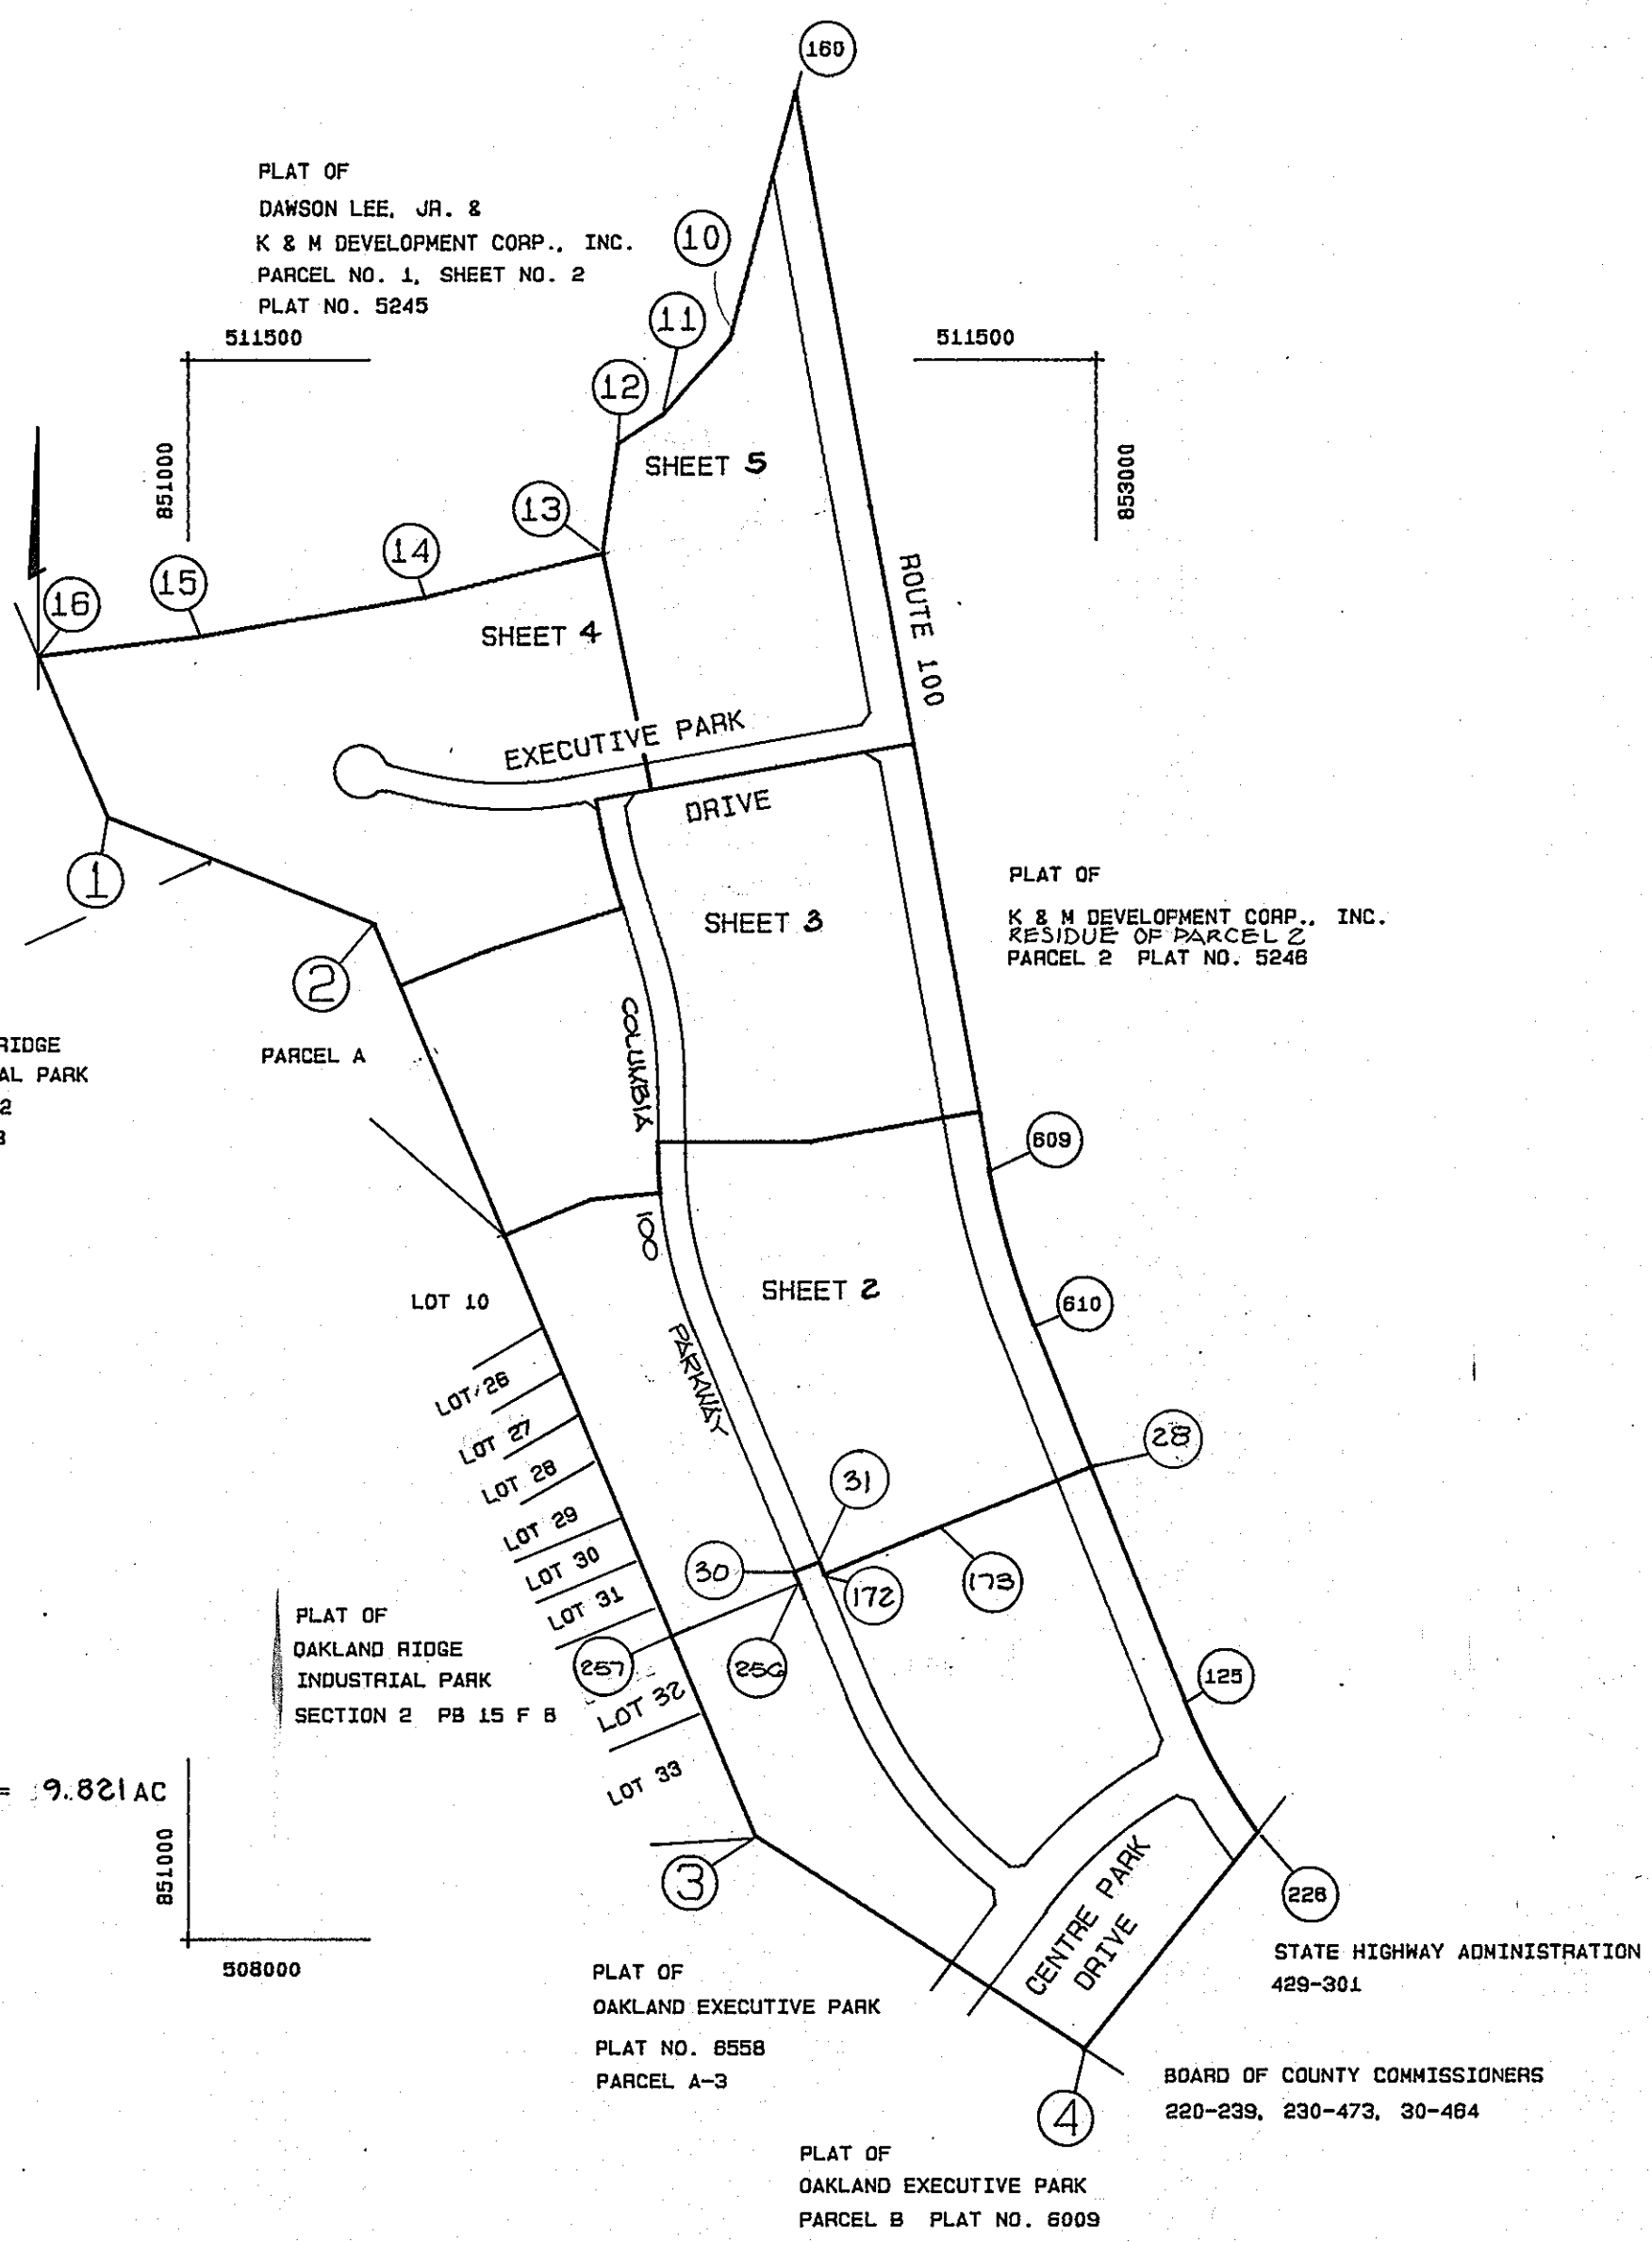 160
PLAT OF
DAWSON LEE, JR. &
K & M DEVELOPMENT CORP., INC.
PARCEL NO. 1, SHEET NO. 2
PLAT NO. 5245
10
11
12
13
14
15
16
511500
851000
511500
853000
SHEET 5
SHEET 4
ROUTE 100
EXECUTIVE PARK
DRIVE
1
2
SHEET 3
PLAT OF
K & M DEVELOPMENT CORP., INC.
RESIDUE OF PARCEL 2
PARCEL 2 PLAT NO. 5246
RIDGE
AL PARK
2
PARCEL A
COLUMBIA
100
PARKWAY
609
610
SHEET 2
LOT 10
LOT 26
LOT 27
LOT 28
LOT 29
LOT 30
LOT 31
LOT 32
LOT 33
28
31
30
172
173
257
256
125
PLAT OF
OAKLAND RIDGE
INDUSTRIAL PARK
SECTION 2 PB 15 F 8
= 9.821 AC
851000
508000
3
CENTRE PARK
DRIVE
226
STATE HIGHWAY ADMINISTRATION
429-301
PLAT OF
OAKLAND EXECUTIVE PARK
PLAT NO. 6558
PARCEL A-3
4
BOARD OF COUNTY COMMISSIONERS
220-239, 230-473, 30-464
PLAT OF
OAKLAND EXECUTIVE PARK
PARCEL B PLAT NO. 6009